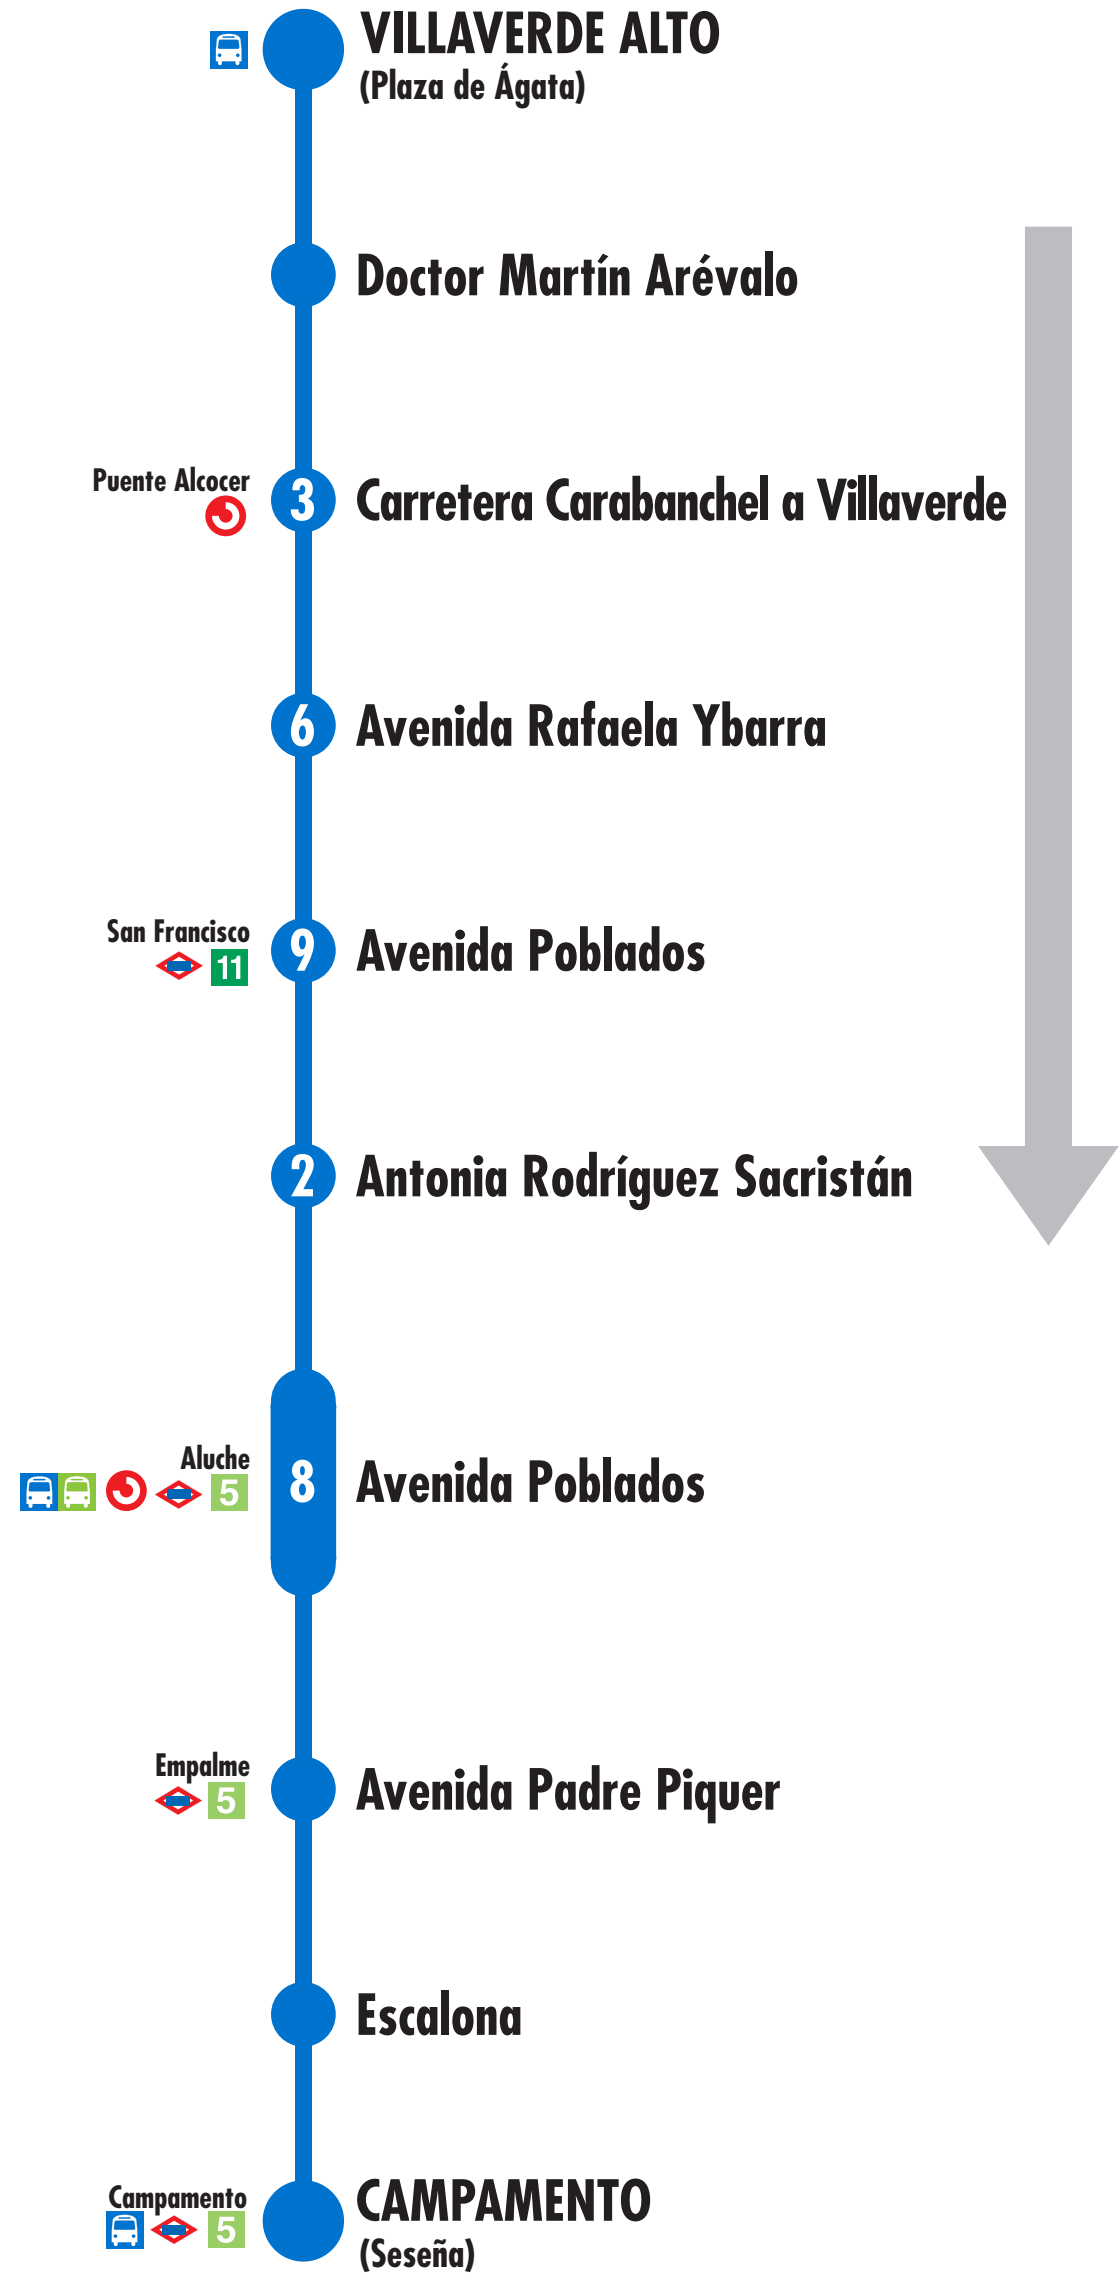 VILLAVERDE ALTO
(Plaza de Ágata)
Doctor Martín Arévalo
Puente Alcocer
3 Carretera Carabanchel a Villaverde
6 Avenida Rafaela Ybarra
San Francisco
11
9 Avenida Poblados
2 Antonia Rodríguez Sacristán
Aluche
5
8 Avenida Poblados
Empalme
5
Avenida Padre Piquer
Escalona
Campamento
5
CAMPAMENTO
(Seseña)